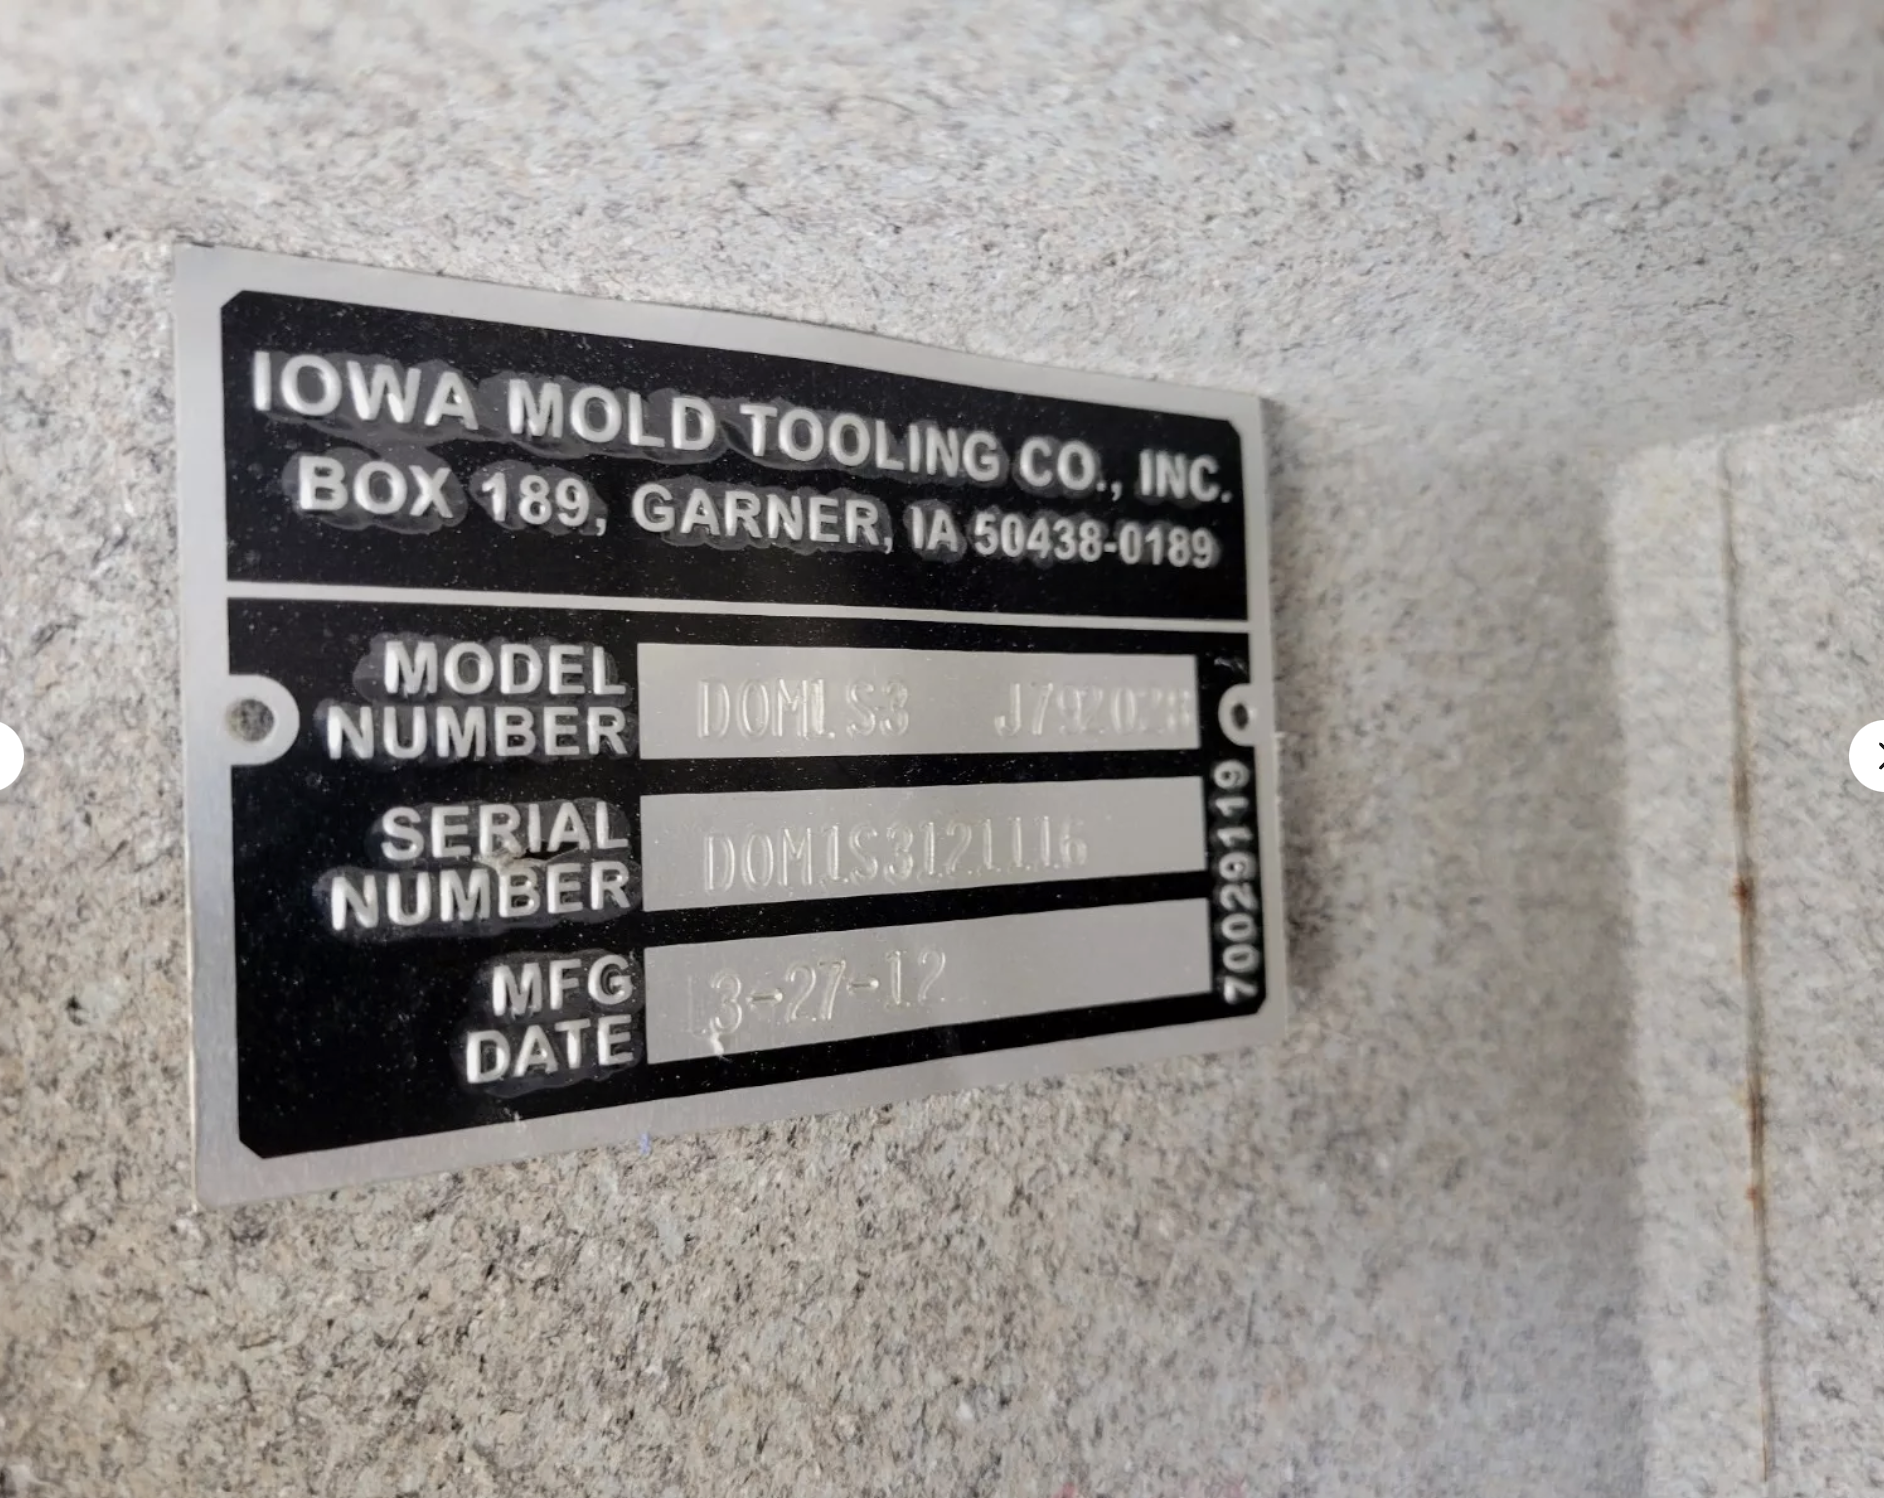 IOWA MOLD TOOLING CO., INC.
BOX 189, GARNER, IA 50438-0189
MODEL
NUMBER
DOM1S3
SERIAL
NUMBER
DOM1S3121116
MFG
DATE
3-27-12
70029119